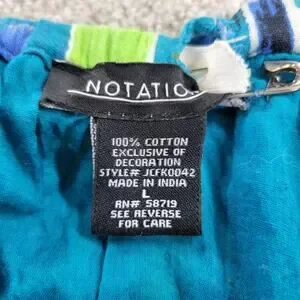 NOTATIO
100% COTTON
EXCLUSIVE OF
DECORATION
STYLE# JCFK0042
MADE IN INDIA
L
RN# 58719
SEE REVERSE
FOR CARE